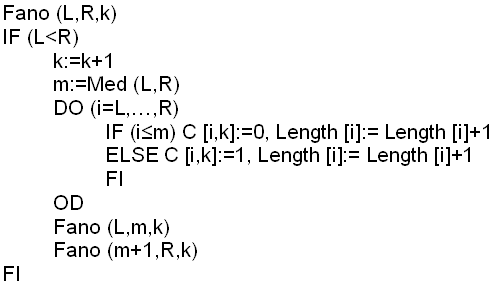 Fano (L,R,k)
IF (L<R)
k:=k+1
m:=Med (L,R)
DO (i=L,…,R)
IF (i≤m) C [i,k]:=0, Length [i]:= Length [i]+1
ELSE C [i,k]:=1, Length [i]:= Length [i]+1
FI
OD
Fano (L,m,k)
Fano (m+1,R,k)
FI